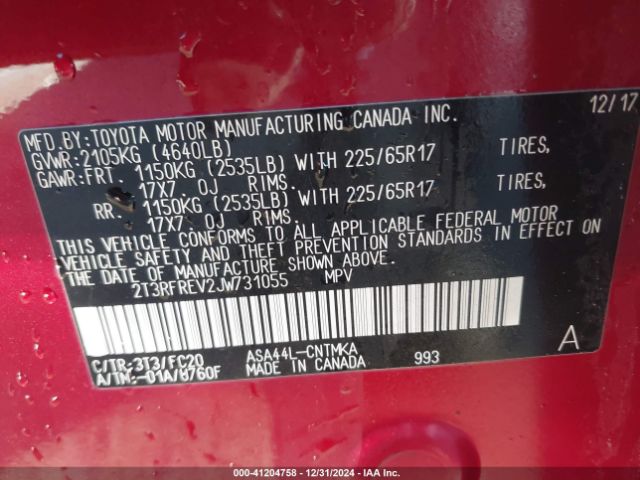 12/17
MFD.BY:TOYOTA MOTOR MANUFACTURING CANADA INC.
GVWR:2105KG (4640LB)
GAWR:FRT. 1150KG (2535LB) WITH 225/65R17 TIRES,
17X7.0J RIMS.
RR. 1150KG (2535LB) WITH 225/65R17 TIRES,
17X7.0J RIMS.
THIS VEHICLE CONFORMS TO ALL APPLICABLE FEDERAL MOTOR
VEHICLE SAFETY AND THEFT PREVENTION STANDARDS IN EFFECT ON
THE DATE OF MANUFACTURE SHOWN ABOVE.
2T3RFREV2JW731055 MPV
A
C/TR:3T3/FC20 ASA44L-CNTMKA 993
A/TM:-01A/B760F MADE IN CANADA
000-41204758 - 12/31/2024 - IAA Inc.